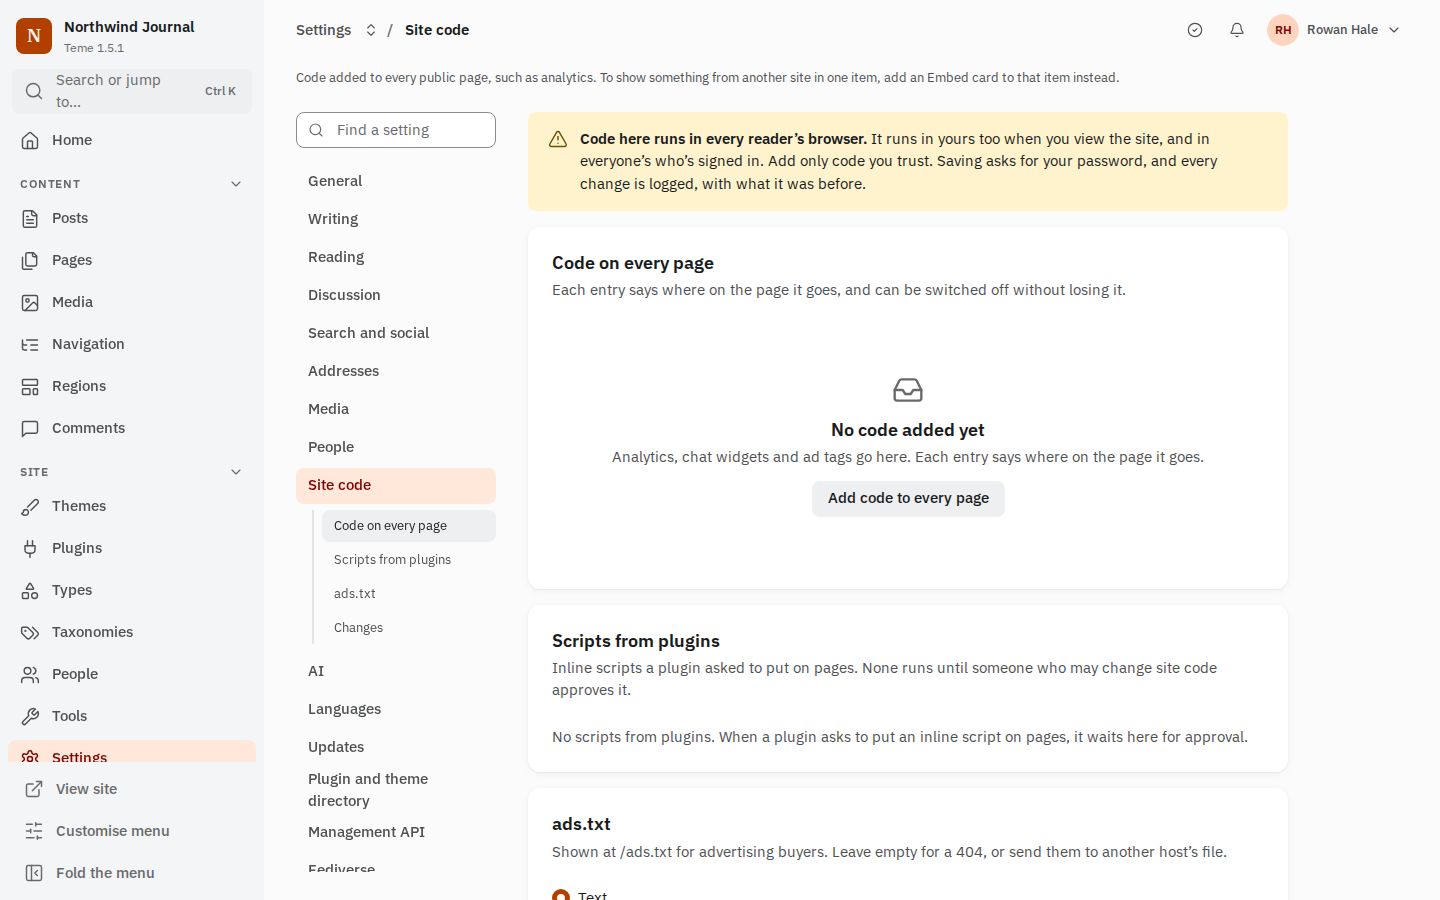 N
Northwind Journal
Teme 1.5.1
Search or jump
to...
Ctrl K
Home
CONTENT
Posts
Pages
Media
Navigation
Regions
Comments
SITE
Themes
Plugins
Types
Taxonomies
People
Tools
Settings
View site
Customise menu
Fold the menu
Settings / Site code
RH Rowan Hale
Code added to every public page, such as analytics. To show something from another site in one item, add an Embed card to that item instead.
Find a setting
General
Writing
Reading
Discussion
Search and social
Addresses
Media
People
Site code
Code on every page
Scripts from plugins
ads.txt
Changes
AI
Languages
Updates
Plugin and theme
directory
Management API
Fediverse
Code here runs in every reader’s browser. It runs in yours too when you view the site, and in
everyone’s who’s signed in. Add only code you trust. Saving asks for your password, and every
change is logged, with what it was before.
Code on every page
Each entry says where on the page it goes, and can be switched off without losing it.
No code added yet
Analytics, chat widgets and ad tags go here. Each entry says where on the page it goes.
Add code to every page
Scripts from plugins
Inline scripts a plugin asked to put on pages. None runs until someone who may change site code
approves it.
No scripts from plugins. When a plugin asks to put an inline script on pages, it waits here for approval.
ads.txt
Shown at /ads.txt for advertising buyers. Leave empty for a 404, or send them to another host’s file.
Text